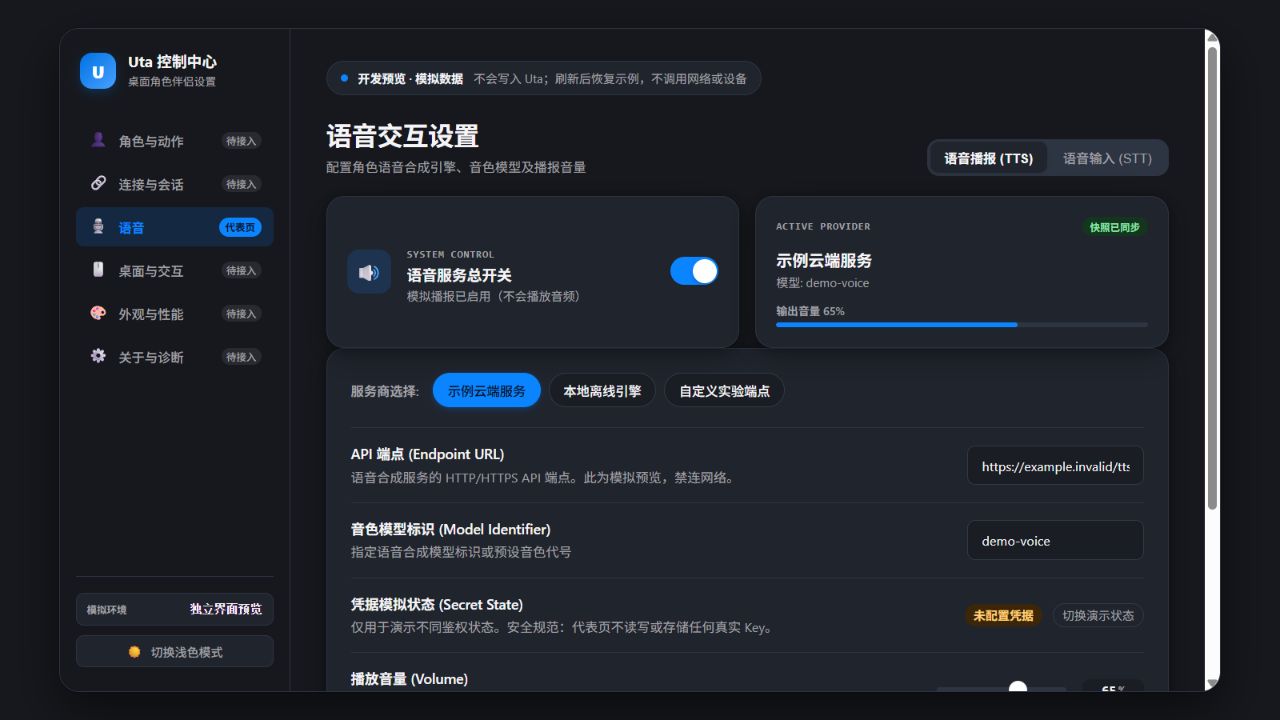 U
Uta 控制中心
桌面角色伴侣设置
角色与动作 待接入
连接与会话 待接入
语音 代表页
桌面与交互 待接入
外观与性能 待接入
关于与诊断 待接入
模拟环境 独立界面预览
切换浅色模式
开发预览 · 模拟数据 不会写入 Uta；刷新后恢复示例，不调用网络或设备
语音交互设置
配置角色语音合成引擎、音色模型及播报音量
语音播报 (TTS) 语音输入 (STT)
SYSTEM CONTROL
语音服务总开关
模拟播报已启用（不会播放音频）
ACTIVE PROVIDER 快照已同步
示例云端服务
模型: demo-voice
输出音量 65%
服务商选择: 示例云端服务 本地离线引擎 自定义实验端点
API 端点 (Endpoint URL)
语音合成服务的 HTTP/HTTPS API 端点。此为模拟预览，禁连网络。
https://example.invalid/tts
音色模型标识 (Model Identifier)
指定语音合成模型标识或预设音色代号
demo-voice
凭据模拟状态 (Secret State)
仅用于演示不同鉴权状态。安全规范：代表页不读写或存储任何真实 Key。
未配置凭据 切换演示状态
播放音量 (Volume)
65%